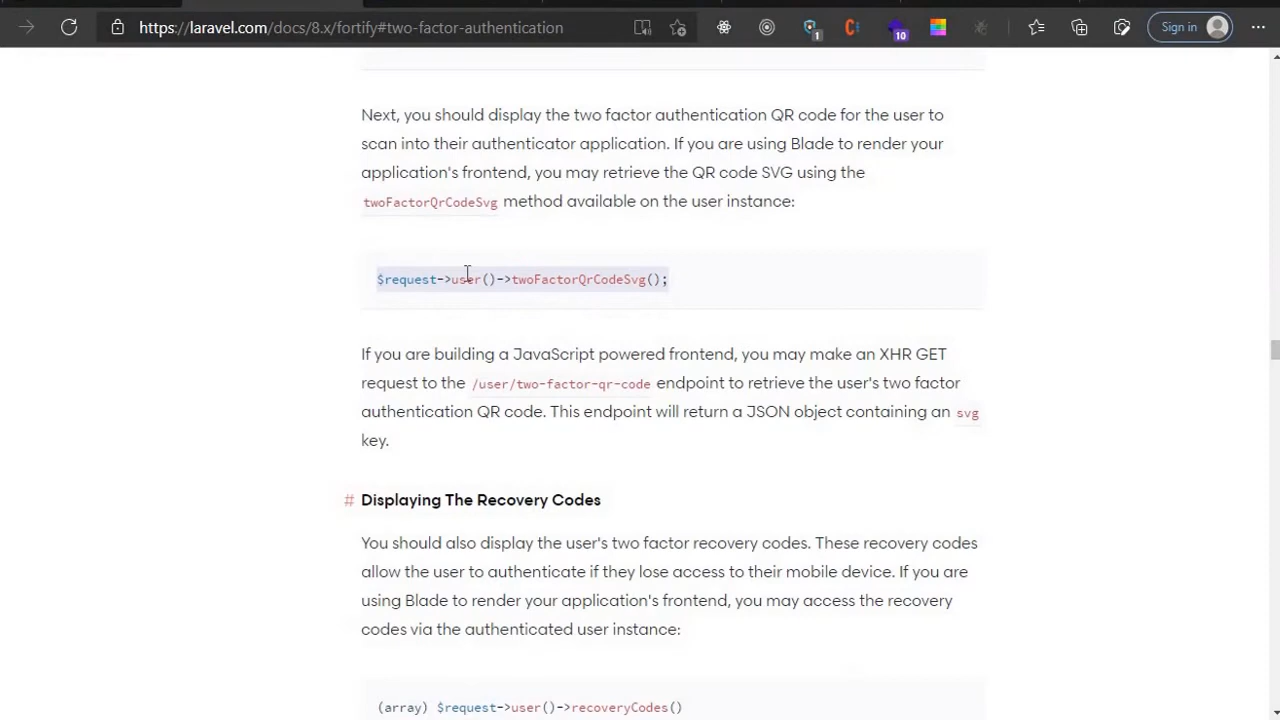 https://laravel.com/docs/8.x/fortify#two-factor-authentication
1
10
Sign in
Next, you should display the two factor authentication QR code for the user to
scan into their authenticator application. If you are using Blade to render your
application's frontend, you may retrieve the QR code SVG using the
twoFactorQrCodeSvg method available on the user instance:
$request->user()->twoFactorQrCodeSvg();
If you are building a JavaScript powered frontend, you may make an XHR GET
request to the /user/two-factor-qr-code endpoint to retrieve the user's two factor
authentication QR code. This endpoint will return a JSON object containing an svg
key.
# Displaying The Recovery Codes
You should also display the user's two factor recovery codes. These recovery codes
allow the user to authenticate if they lose access to their mobile device. If you are
using Blade to render your application's frontend, you may access the recovery
codes via the authenticated user instance:
(array) $request->user()->recoveryCodes()